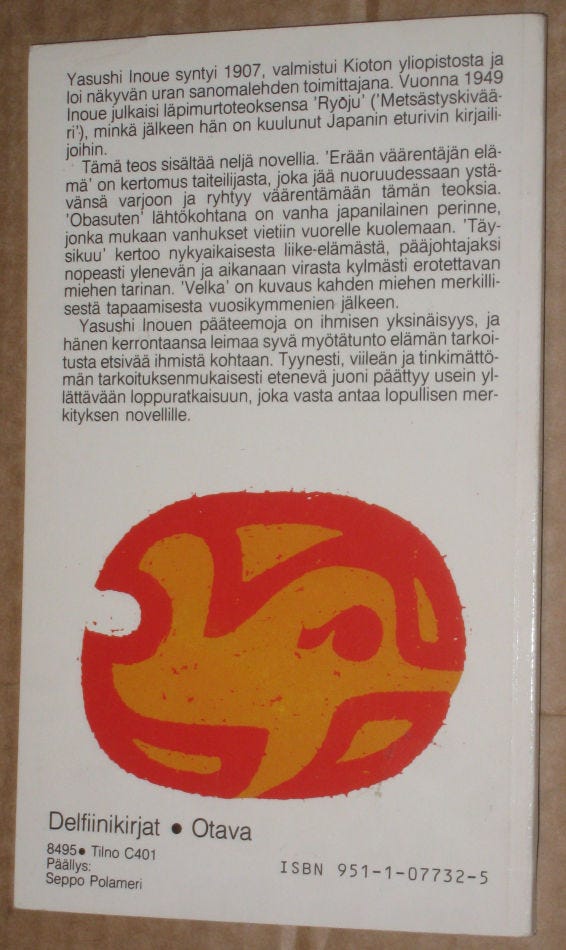 Yasushi Inoue syntyi 1907, valmistui Kioton yliopistosta ja
loi näkyvän uran sanomalehden toimittajana. Vuonna 1949
Inoue julkaisi läpimurtoteoksensa 'Ryōju' ('Metsästyskivää-
ri'), minkä jälkeen hän on kuulunut Japanin eturivin kirjaili-
joihin.
Tämä teos sisältää neljä novellia. 'Erään väärentäjän elä-
mä' on kertomus taiteilijasta, joka jää nuoruudessaan ystä-
vänsä varjoon ja ryhtyy väärentämään tämän teoksia.
'Obasuten' lähtökohtana on vanha japanilainen perinne,
jonka mukaan vanhukset vietiin vuorelle kuolemaan. 'Täy-
sikuu' kertoo nykyaikaisesta liike-elämästä, pääjohtajaksi
nopeasti ylenevän ja aikanaan virasta kylmästi erotettavan
miehen tarinan. 'Velka' on kuvaus kahden miehen merkilli-
sestä tapaamisesta vuosikymmenien jälkeen.
Yasushi Inouen pääteemoja on ihmisen yksinäisyys, ja
hänen kerrontaansa leimaa syvä myötätunto elämän tarkoi-
tusta etsivää ihmistä kohtaan. Tyynesti, viileän ja tinkimättö-
män tarkoituksenmukaisesti etenevä juoni päättyy usein yl-
lättävään loppuratkaisuun, joka vasta antaa lopullisen mer-
kityksen novellille.
Delfiinikirjat • Otava
8495• Tilno C401
Päällys:
Seppo Polameri
ISBN 951-1-07732-5